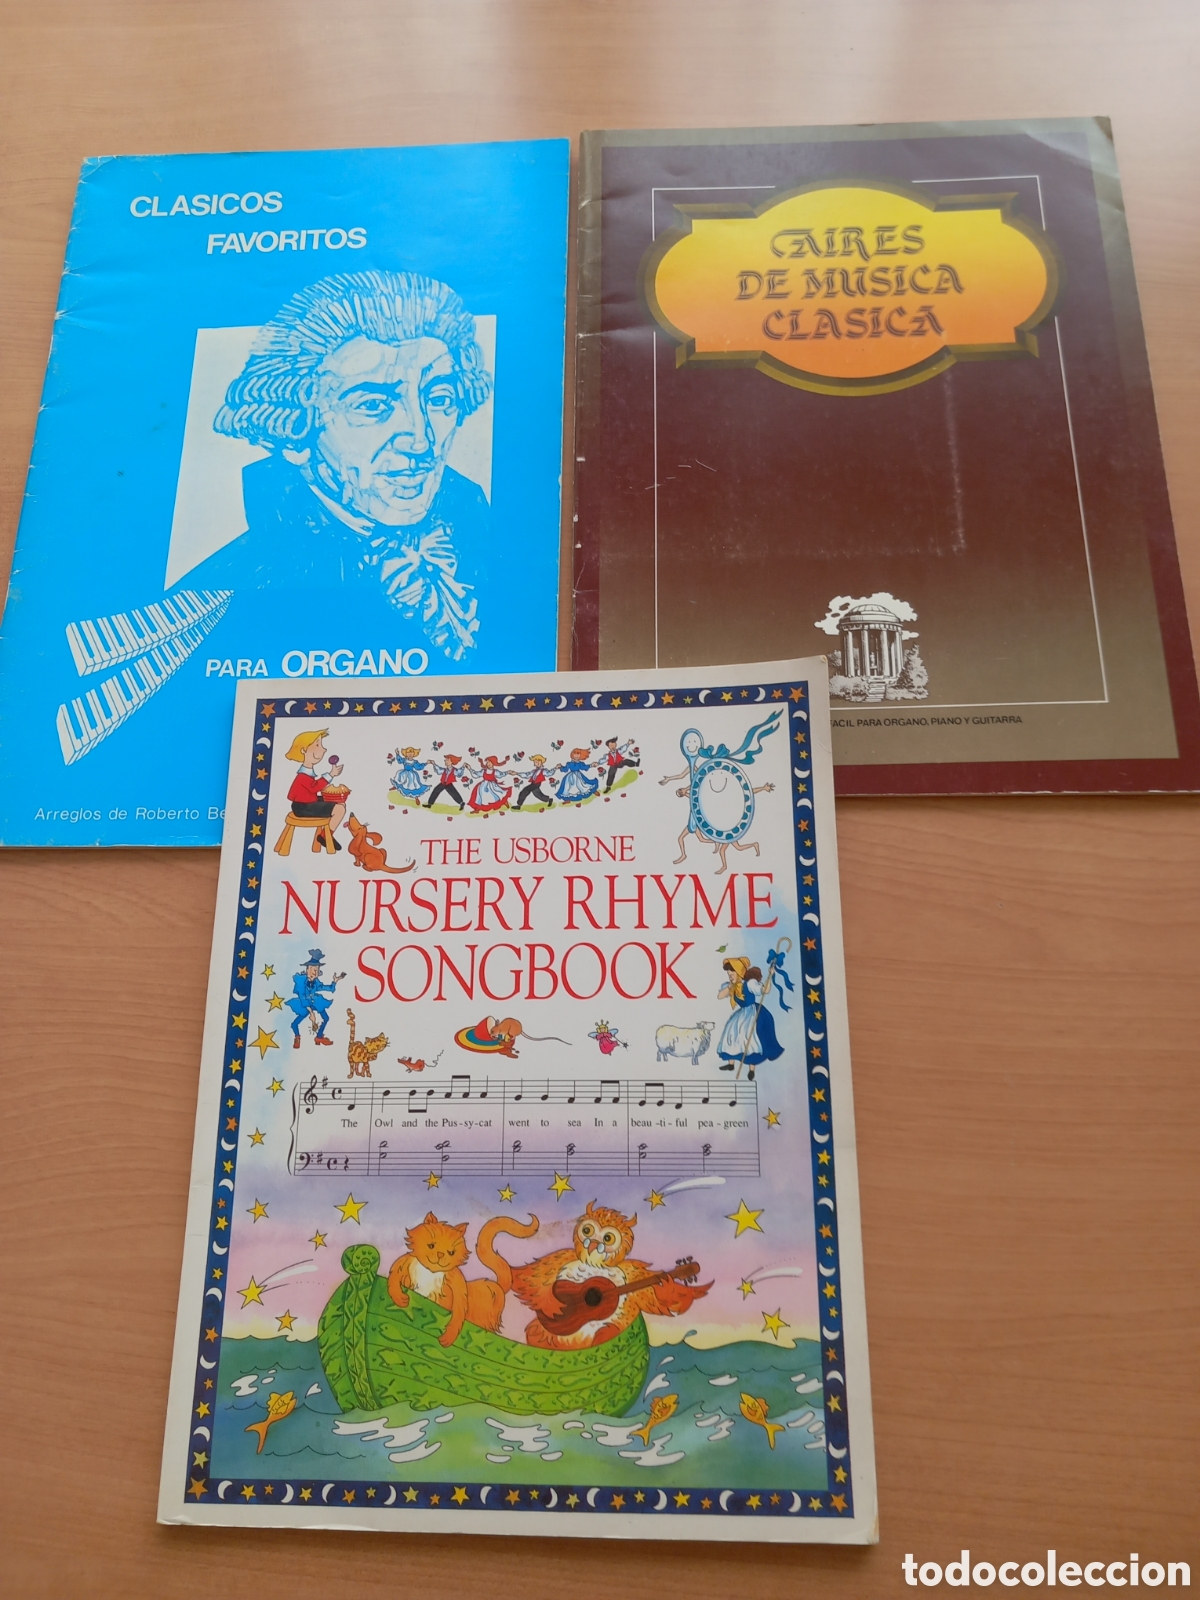 CLASICOS
FAVORITOS
PARA ORGANO
Arreglos de Roberto
AIRES
DE MUSICA
CLASICA
FACIL PARA ORGANO, PIANO Y GUITARRA
THE USBORNE
NURSERY RHYME
SONGBOOK
The Owl and the Pus-sy-cat went to sea In a beau-ti-ful pea-green
todocoleccion